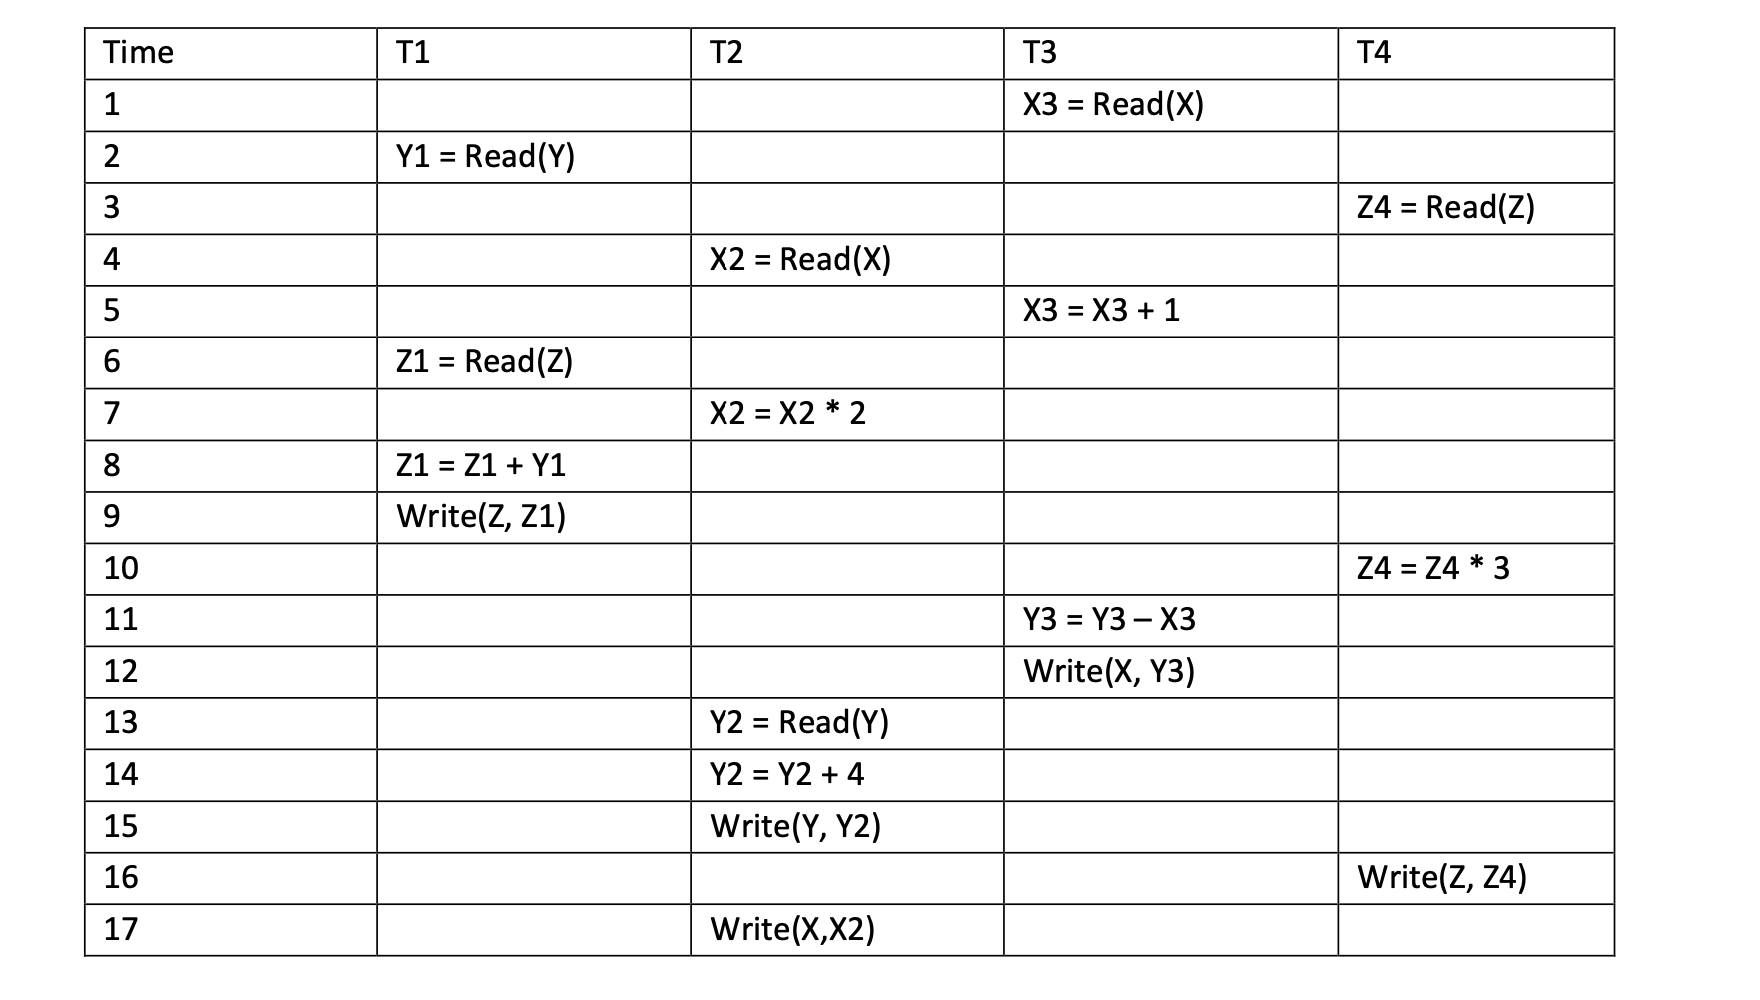 Time T1 T2 T3 T4
1 X3 = Read(X)
2 Y1 = Read(Y)
3 Z4 = Read(Z)
4 X2 = Read(X)
5 X3 = X3 + 1
6 Z1 = Read(Z)
7 X2 = X2 * 2
8 Z1 = Z1 + Y1
9 Write(Z, Z1)
10 Z4 = Z4 * 3
11 Y3 = Y3 – X3
12 Write(X, Y3)
13 Y2 = Read(Y)
14 Y2 = Y2 + 4
15 Write(Y, Y2)
16 Write(Z, Z4)
17 Write(X,X2)